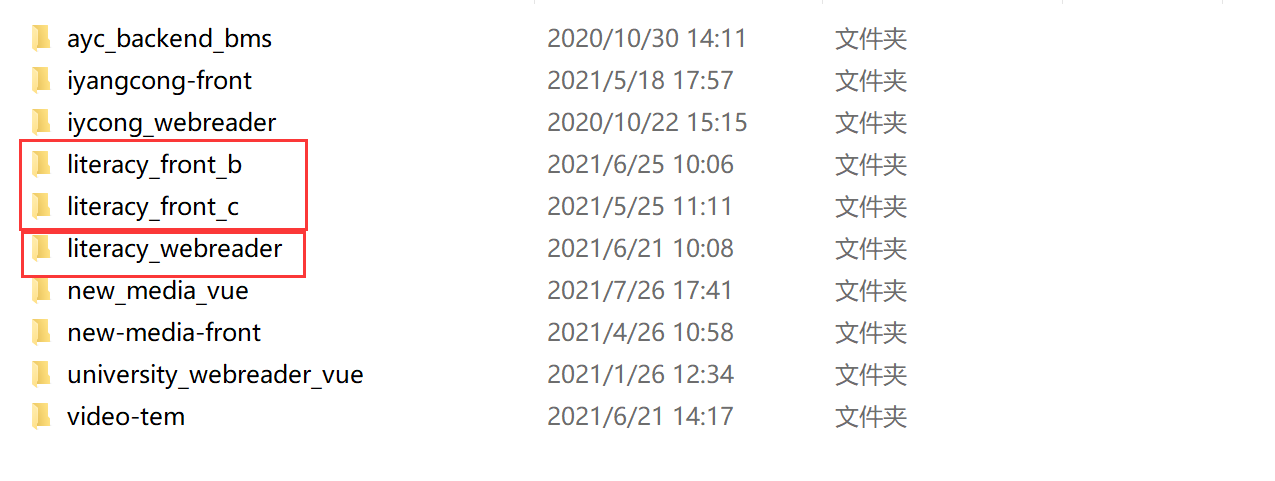 ayc_backend_bms 2020/10/30 14:11 文件夹
iyangcong-front 2021/5/18 17:57 文件夹
iycong_webreader 2020/10/22 15:15 文件夹
literacy_front_b 2021/6/25 10:06 文件夹
literacy_front_c 2021/5/25 11:11 文件夹
literacy_webreader 2021/6/21 10:08 文件夹
new_media_vue 2021/7/26 17:41 文件夹
new-media-front 2021/4/26 10:58 文件夹
university_webreader_vue 2021/1/26 12:34 文件夹
video-tem 2021/6/21 14:17 文件夹